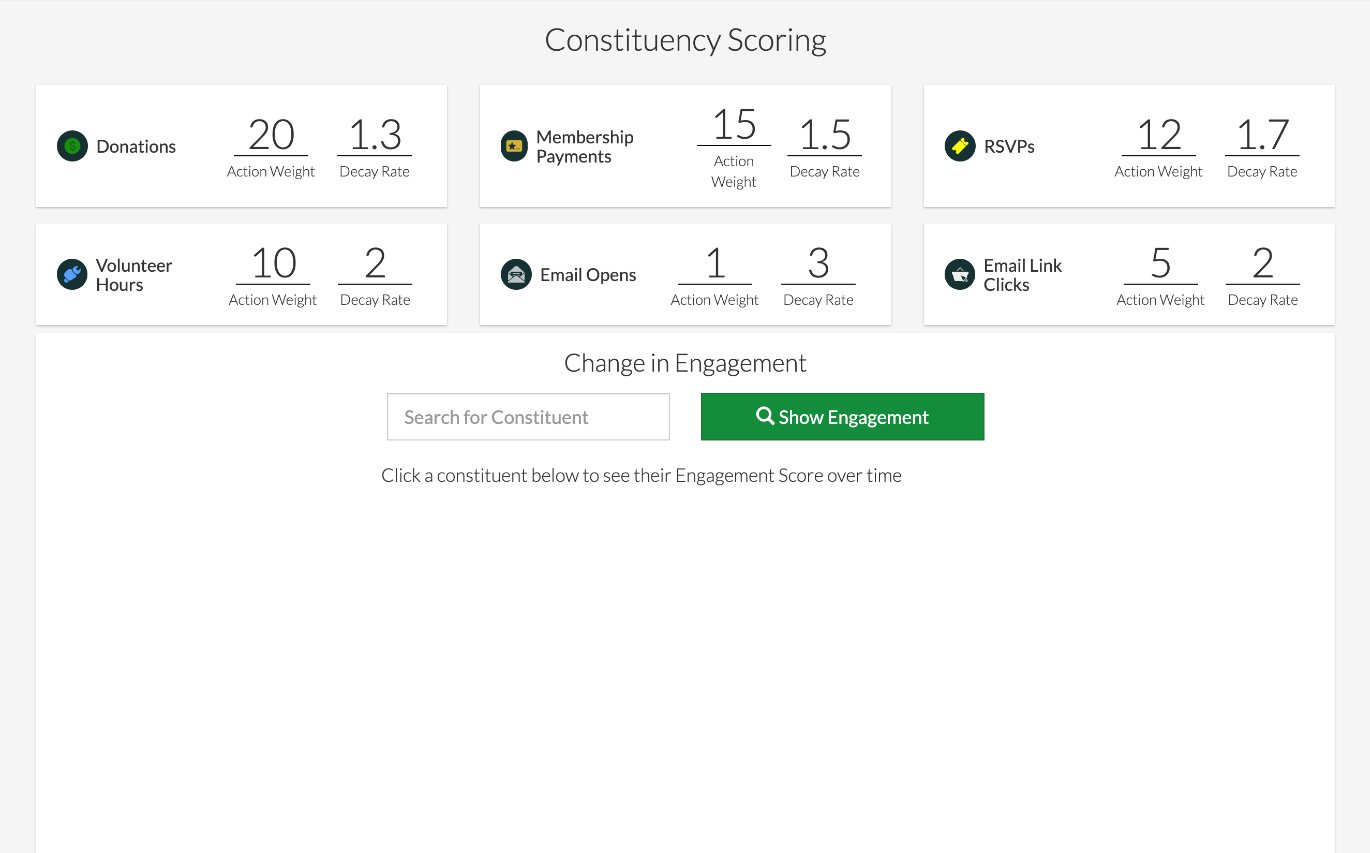 Constituency Scoring
Donations
20
Action Weight
1.3
Decay Rate
Membership
Payments
15
Action
Weight
1.5
Decay Rate
RSVPs
12
Action Weight
1.7
Decay Rate
Volunteer
Hours
10
Action Weight
2
Decay Rate
Email Opens
1
Action Weight
3
Decay Rate
Email Link
Clicks
5
Action Weight
2
Decay Rate
Change in Engagement
Search for Constituent
Show Engagement
Click a constituent below to see their Engagement Score over time